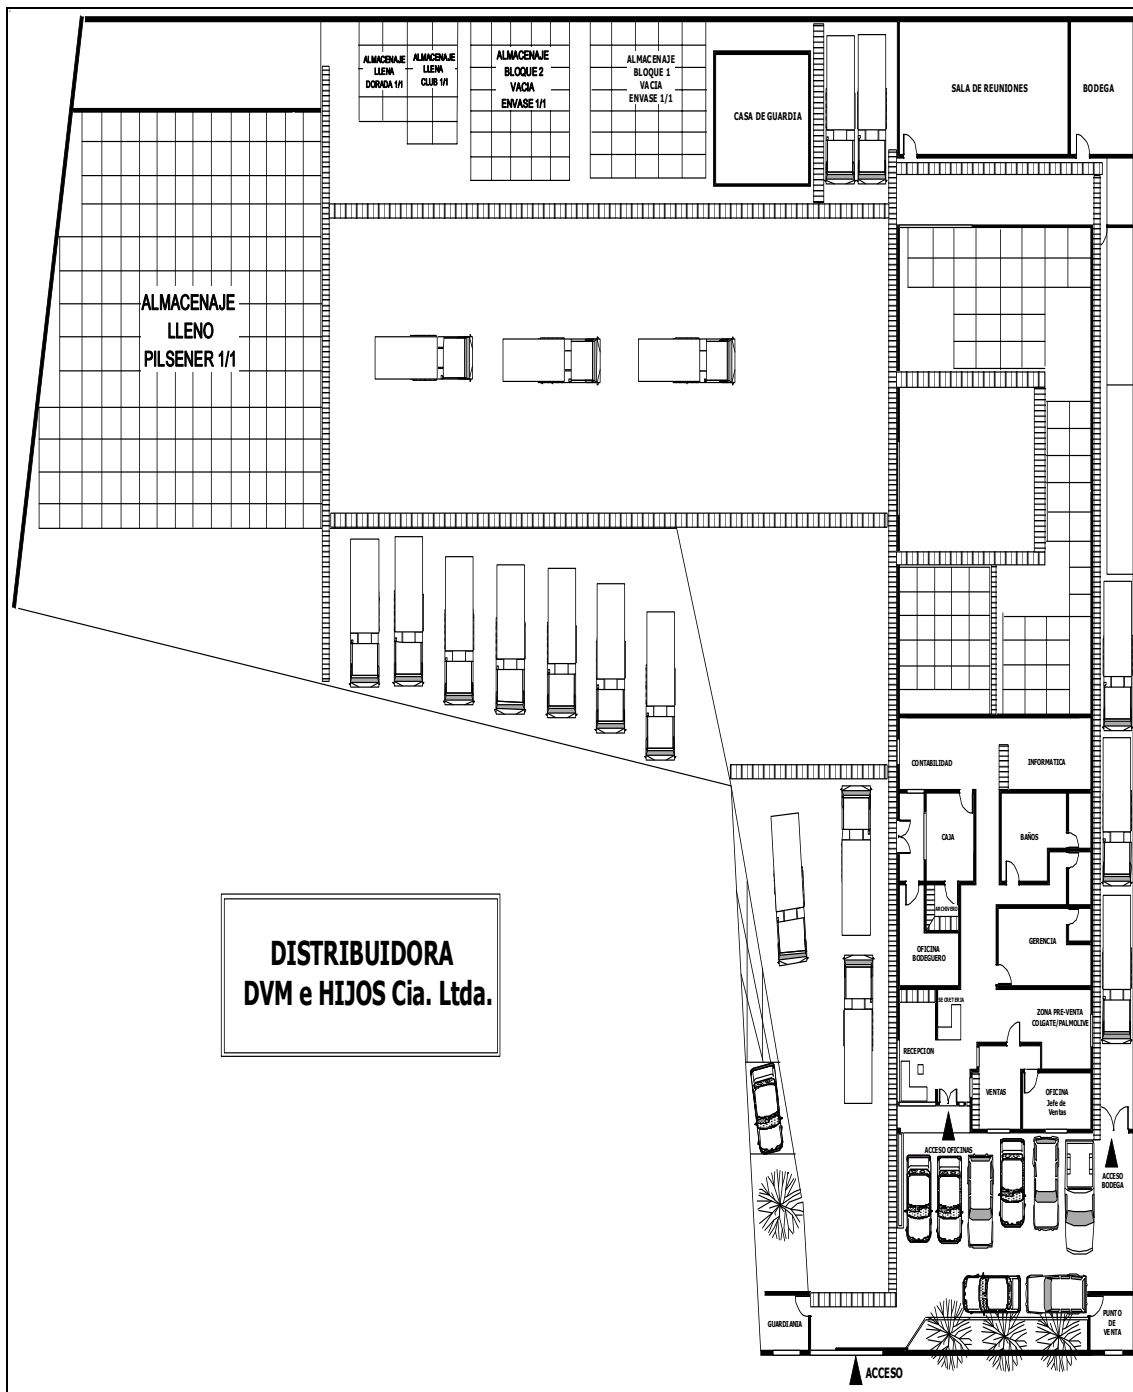 ALMACENAJE
LLENA
DORADA 1/1
ALMACENAJE
LLENA
CLUB 1/1
ALMACENAJE
BLOQUE 2
VACIA
ENVASE 1/1
ALMACENAJE
BLOQUE 1
VACIA
ENVASE 1/1
CASA DE GUARDIA
SALA DE REUNIONES
BODEGA
ALMACENAJE
LLENO
PILSENER 1/1
CONTABILIDAD
INFORMATICA
CAJA
BAÑOS
ARCHIVERO
OFICINA
BODEGUERO
GERENCIA
SECRETERIA
ZONA PRE-VENTA
COLGATE/PALMOLIVE
RECEPCION
VENTAS
OFICINA
Jefe de
Ventas
ACCESO OFICINAS
ACCESO
BODEGA
DISTRIBUIDORA
DVM e HIJOS Cia. Ltda.
GUARDIANIA
PUNTO
DE
VENTA
ACCESO